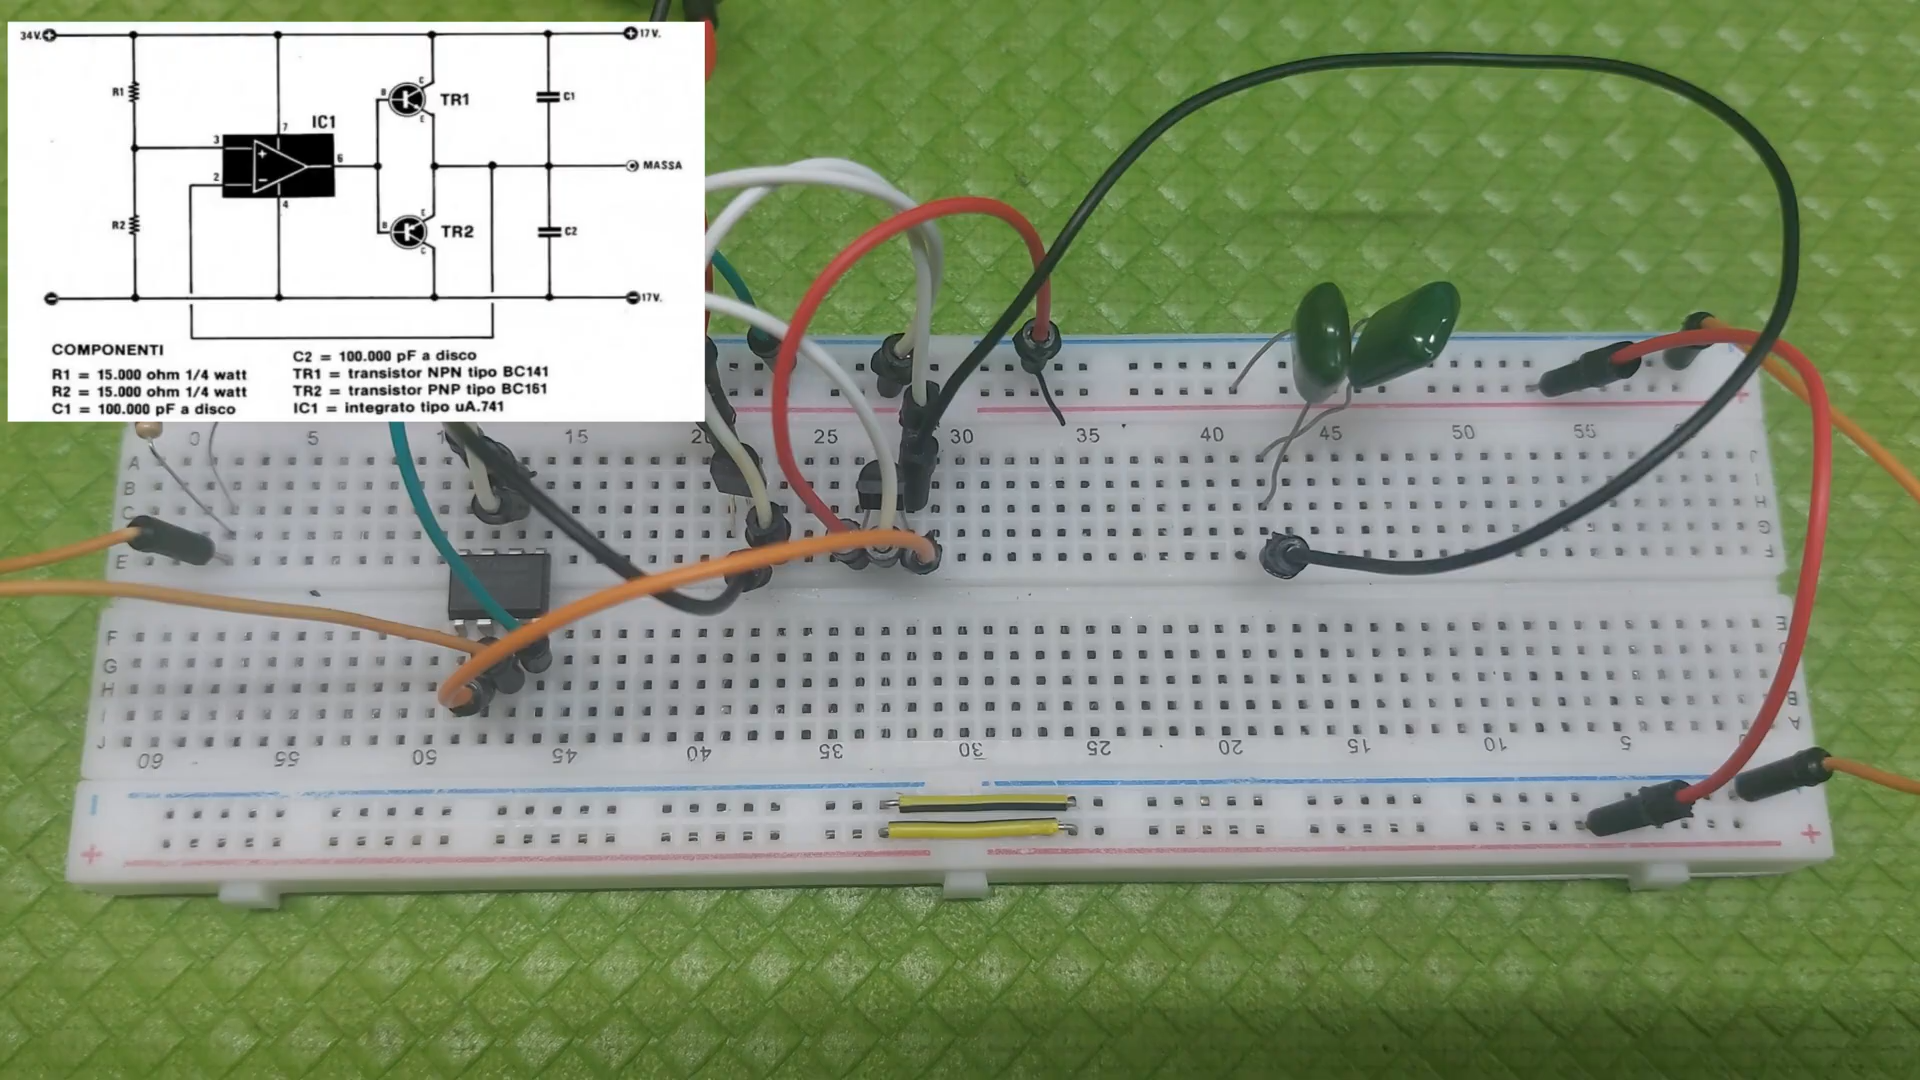 34V.
17V.
R1
B
C
TR1
C1
E
IC1
7
3
6
2
4
MASSA
R2
B
E
TR2
C2
C
17V.
COMPONENTI
R1 = 15.000 ohm 1/4 watt
R2 = 15.000 ohm 1/4 watt
C1 = 100.000 pF a disco
C2 = 100.000 pF a disco
TR1 = transistor NPN tipo BC141
TR2 = transistor PNP tipo BC161
IC1 = integrato tipo uA.741
0 5 15 25 30 35 40 45 50 55
A
B
C
E
J
I
H
G
F
F
G
H
I
J
E
B
A
60 55 50 45 40 35 30 25 20 15 10 5